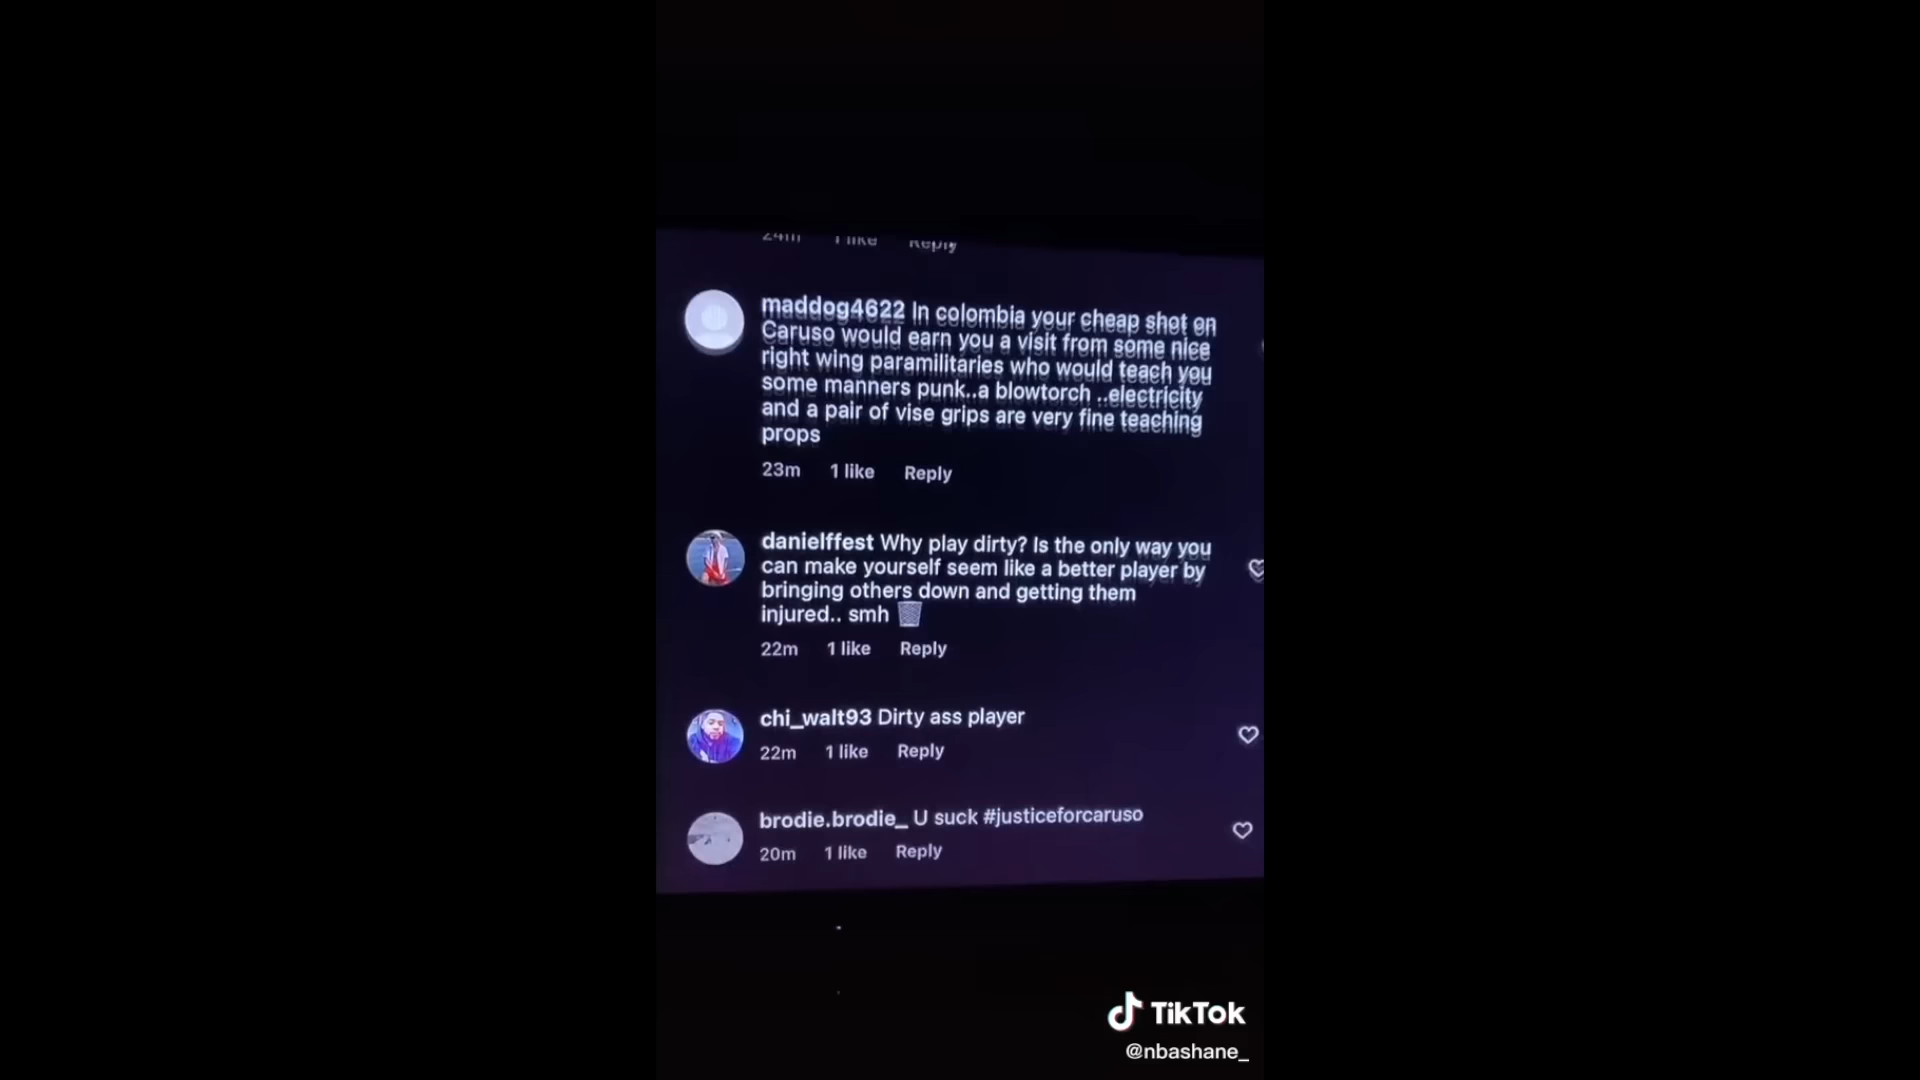 24m 1 like Reply
maddog4622 In colombia your cheap shot on
Caruso would earn you a visit from some nice
right wing paramilitaries who would teach you
some manners punk..a blowtorch ..electricity
and a pair of vise grips are very fine teaching
props
23m 1 like Reply
danielffest Why play dirty? Is the only way you
can make yourself seem like a better player by
bringing others down and getting them
injured.. smh 🗑️
22m 1 like Reply
chi_walt93 Dirty ass player
22m 1 like Reply
brodie.brodie_ U suck #justiceforcaruso
20m 1 like Reply
TikTok
@nbashane_